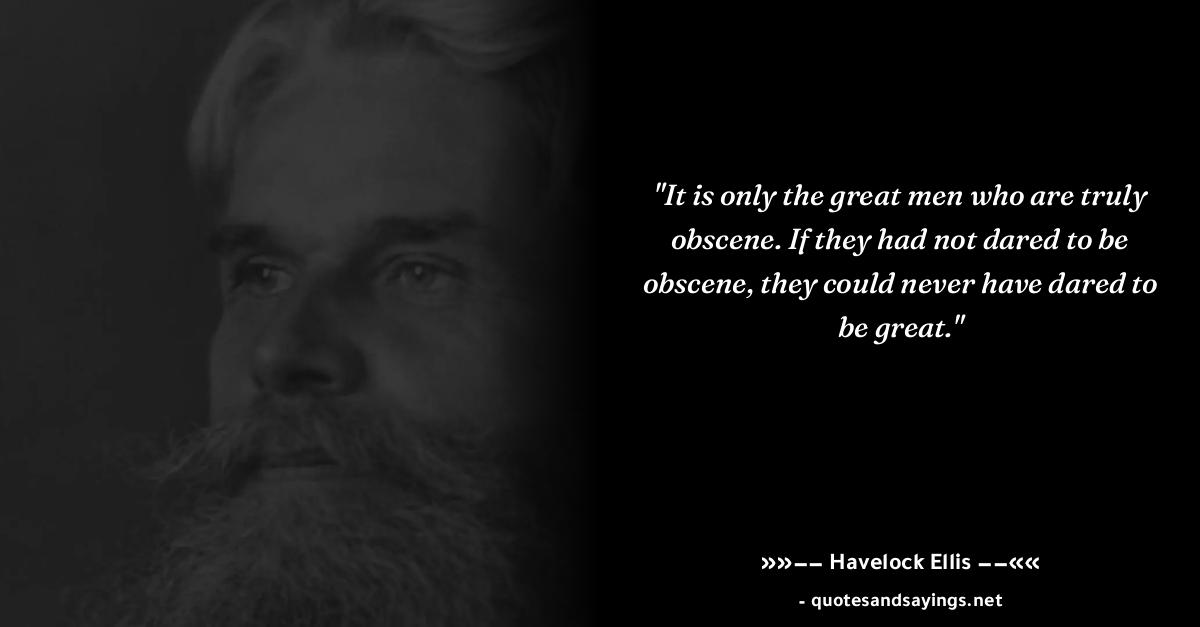 "It is only the great men who are truly
obscene. If they had not dared to be
obscene, they could never have dared to
be great."
»»–– Havelock Ellis ––««
- quotesandsayings.net